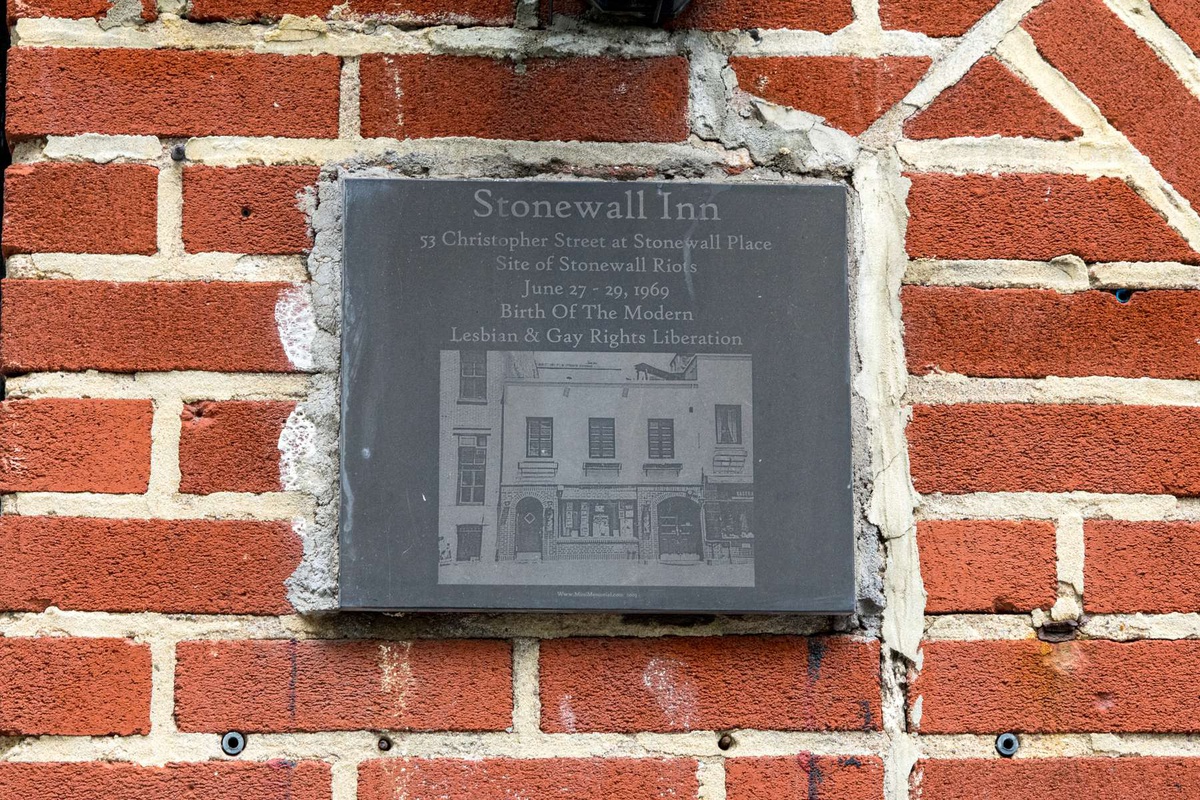 Stonewall Inn
53 Christopher Street at Stonewall Place
Site of Stonewall Riots
June 27 - 29, 1969
Birth Of The Modern
Lesbian & Gay Rights Liberation